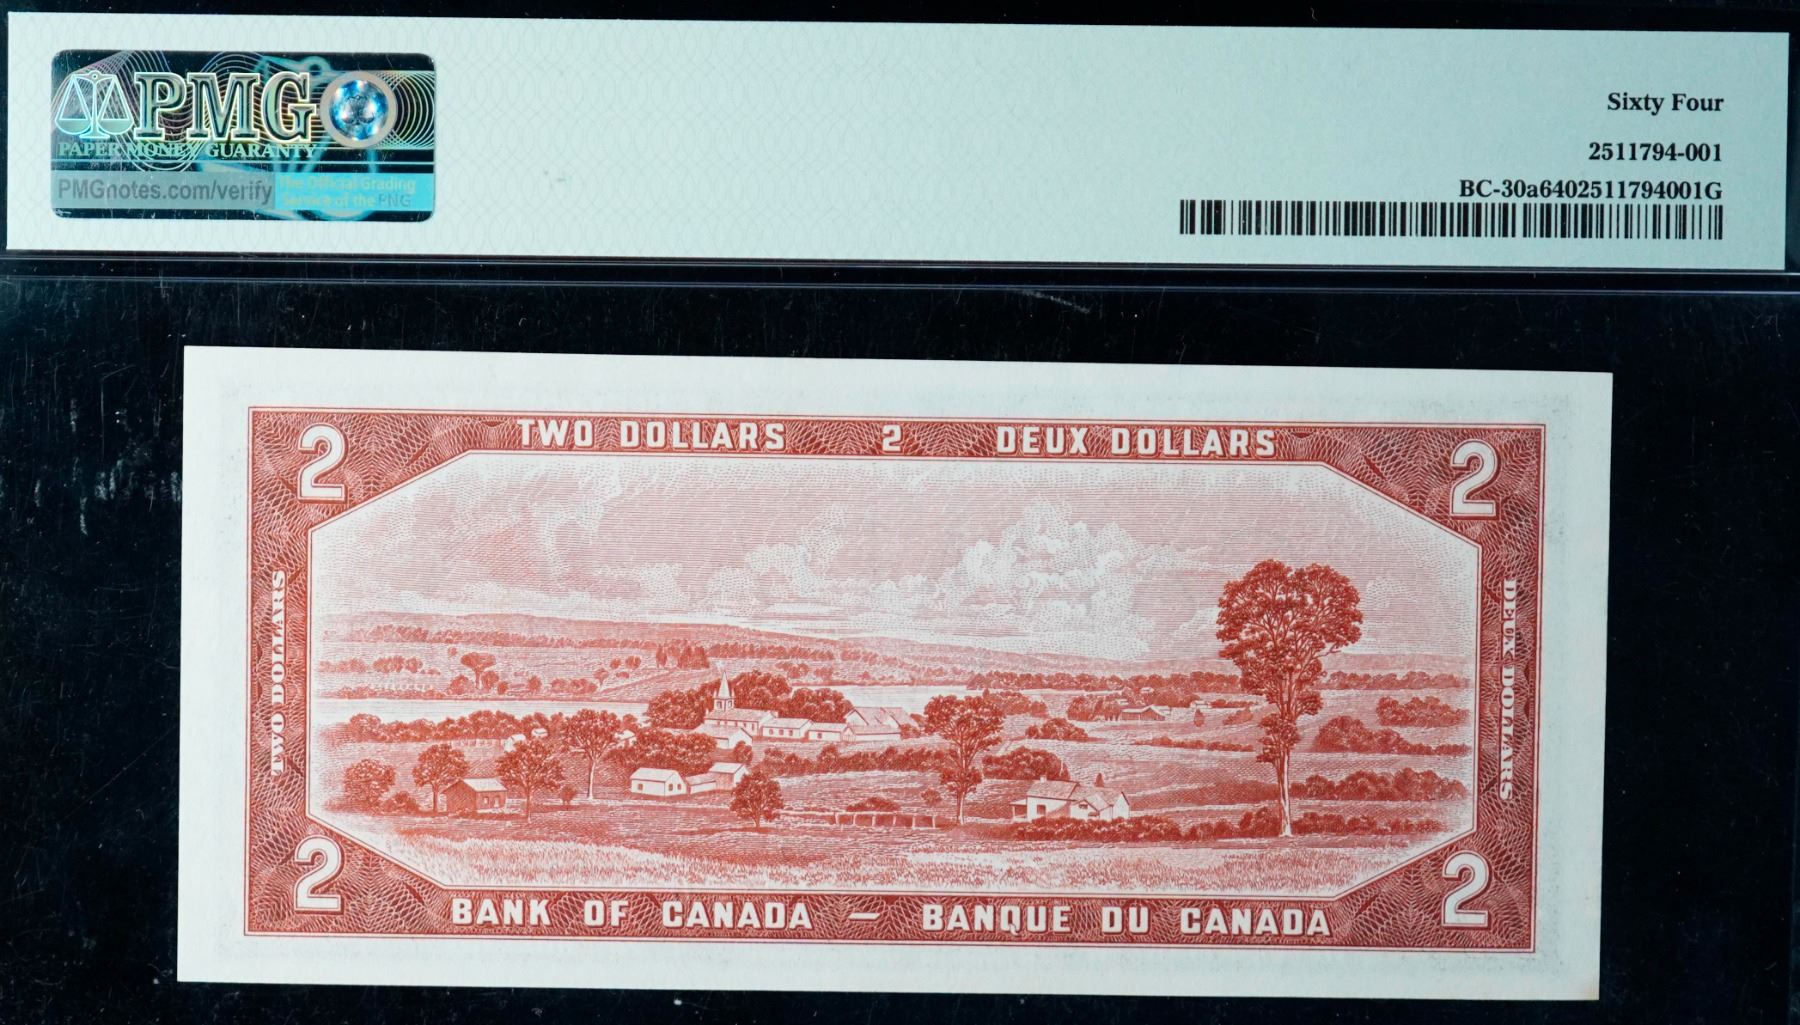 PMG
PAPER MONEY GUARANTY
PMGnotes.com/verify
The Official Grading
Service of the PNG
Sixty Four
2511794-001
BC-30a6402511794001G
2 TWO DOLLARS 2 DEUX DOLLARS 2
TWO DOLLARS
DEUX DOLLARS
2 BANK OF CANADA — BANQUE DU CANADA 2